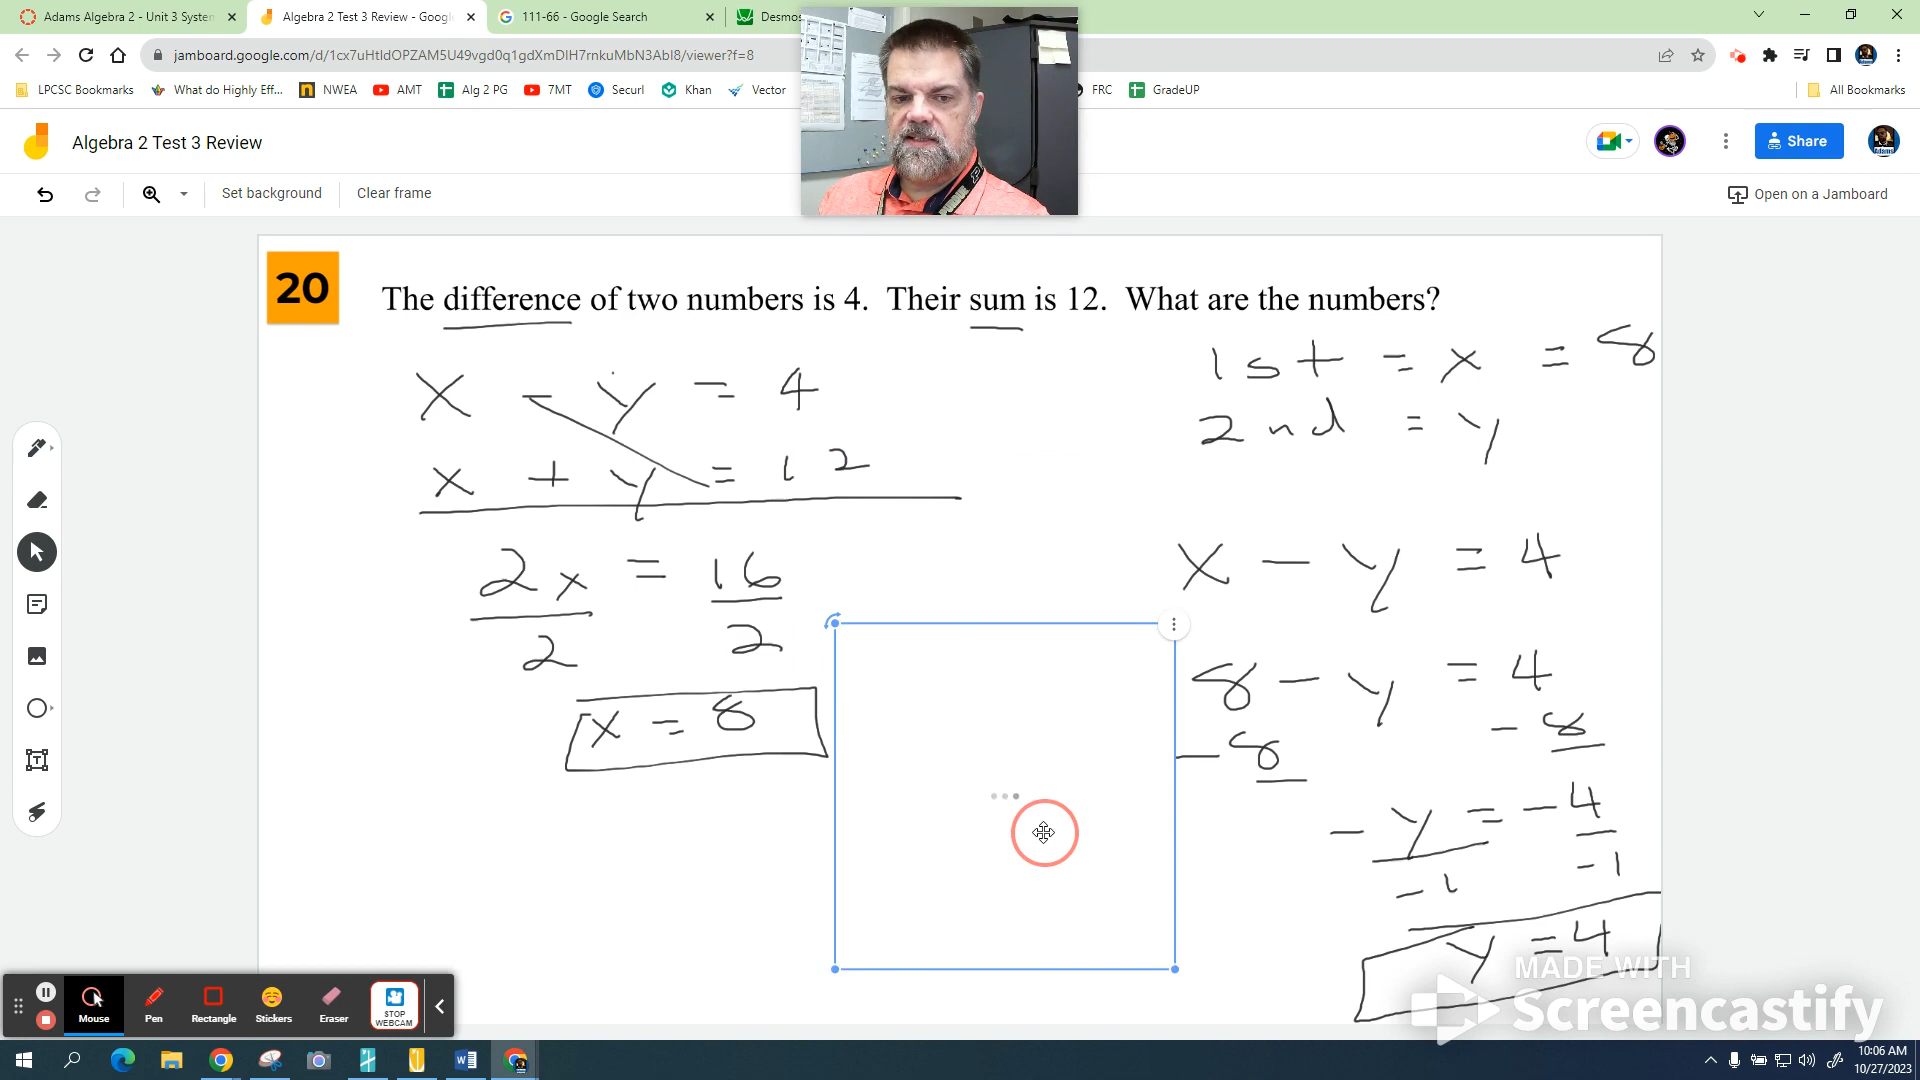 Adams Algebra 2 - Unit 3 System
Algebra 2 Test 3 Review - Google
111-66 - Google Search
Desmos
jamboard.google.com/d/1cx7uHtIdOPZAM5U49vgd0q1gdXmDIH7rnkuMbN3AbI8/viewer?f=8
LPCSC Bookmarks
What do Highly Eff...
NWEA
AMT
Alg 2 PG
7MT
Securl
Khan
Vector
FRC
GradeUP
All Bookmarks
Algebra 2 Test 3 Review
Share
Set background
Clear frame
Open on a Jamboard
20 The difference of two numbers is 4. Their sum is 12. What are the numbers?
1st = x = 8
2nd = y
x - y = 4
x + y = 12
2x = 16
2 2
x = 8
x - y = 4
8 - y = 4
-8 -8
-y = -4
-1 -1
y = 4
MADE WITH
Screencastify
Mouse
Pen
Rectangle
Stickers
Eraser
STOP
WEBCAM
10:06 AM
10/27/2023